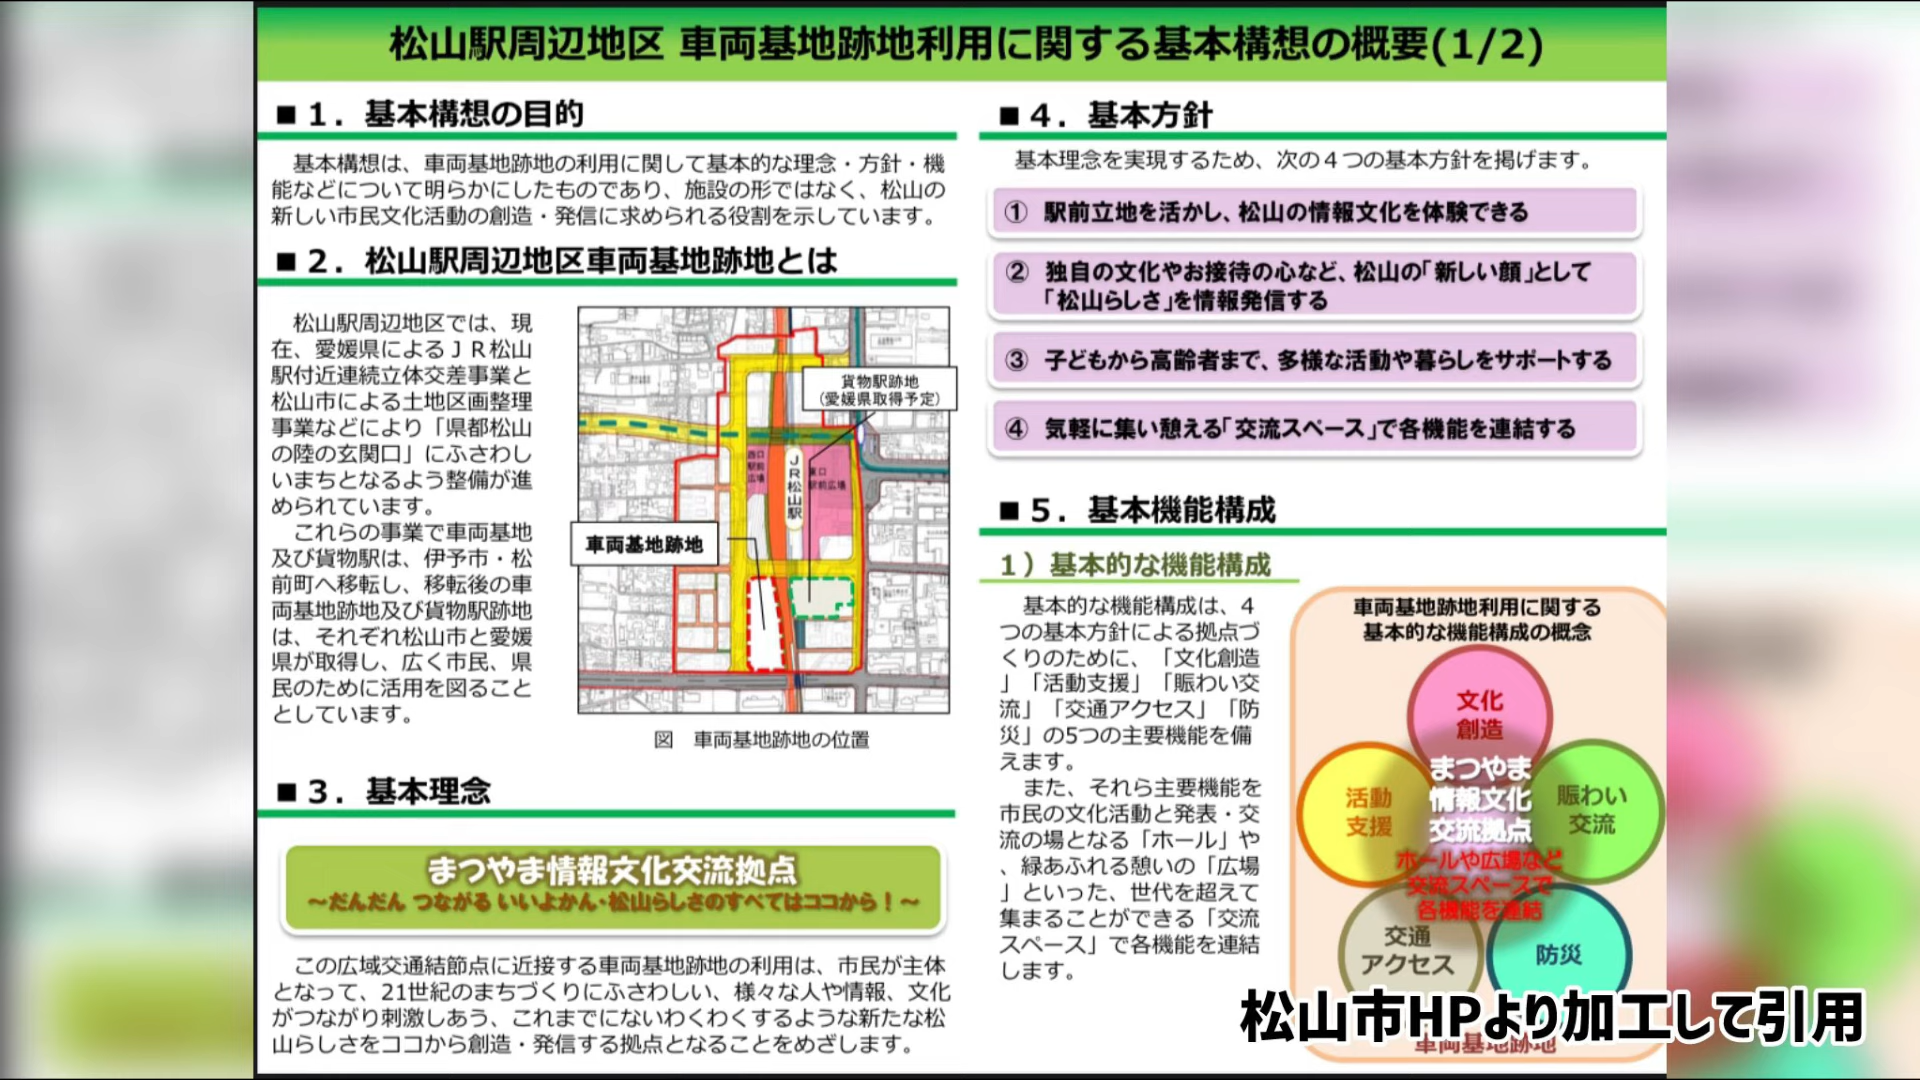 松山駅周辺地区 車両基地跡地利用に関する基本構想の概要(1/2)
■１．基本構想の目的
基本構想は、車両基地跡地の利用に関して基本的な理念・方針・機
能などについて明らかにしたものであり、施設の形ではなく、松山の
新しい市民文化活動の創造・発信に求められる役割を示しています。
■２．松山駅周辺地区車両基地跡地とは
松山駅周辺地区では、現
在、愛媛県によるＪＲ松山
駅付近連続立体交差事業と
松山市による土地区画整理
事業などにより「県都松山
の陸の玄関口」にふさわし
いまちとなるよう整備が進
められています。
これらの事業で車両基地
及び貨物駅は、伊予市・松
前町へ移転し、移転後の車
両基地跡地及び貨物駅跡地
は、それぞれ松山市と愛媛
県が取得し、広く市民、県
民のために活用を図ること
としています。
貨物駅跡地
(愛媛県取得予定)
西口
駅前
広場
ＪＲ松山駅
東口
駅前広場
車両基地跡地
図　車両基地跡地の位置
■３．基本理念
まつやま情報文化交流拠点
～だんだん つながる いいよかん・松山らしさのすべてはココから！～
この広域交通結節点に近接する車両基地跡地の利用は、市民が主体
となって、21世紀のまちづくりにふさわしい、様々な人や情報、文化
がつながり刺激しあう、これまでにないわくわくするような新たな松
山らしさをココから創造・発信する拠点となることをめざします。
■４．基本方針
基本理念を実現するため、次の４つの基本方針を掲げます。
① 駅前立地を活かし、松山の情報文化を体験できる
② 独自の文化やお接待の心など、松山の「新しい顔」として
「松山らしさ」を情報発信する
③ 子どもから高齢者まで、多様な活動や暮らしをサポートする
④ 気軽に集い憩える「交流スペース」で各機能を連結する
■５．基本機能構成
１）基本的な機能構成
基本的な機能構成は、４
つの基本方針による拠点づ
くりのために、「文化創造
」「活動支援」「賑わい交
流」「交通アクセス」「防
災」の5つの主要機能を備
えます。
また、それら主要機能を
市民の文化活動と発表・交
流の場となる「ホール」や
、緑あふれる憩いの「広場
」といった、世代を超えて
集まることができる「交流
スペース」で各機能を連結
します。
車両基地跡地利用に関する
基本的な機能構成の概念
文化
創造
活動
支援
まつやま
情報文化
交流拠点
賑わい
交流
ホールや広場など
交流スペースで
各機能を連結
交通
アクセス
防災
車両基地跡地
松山市HPより加工して引用